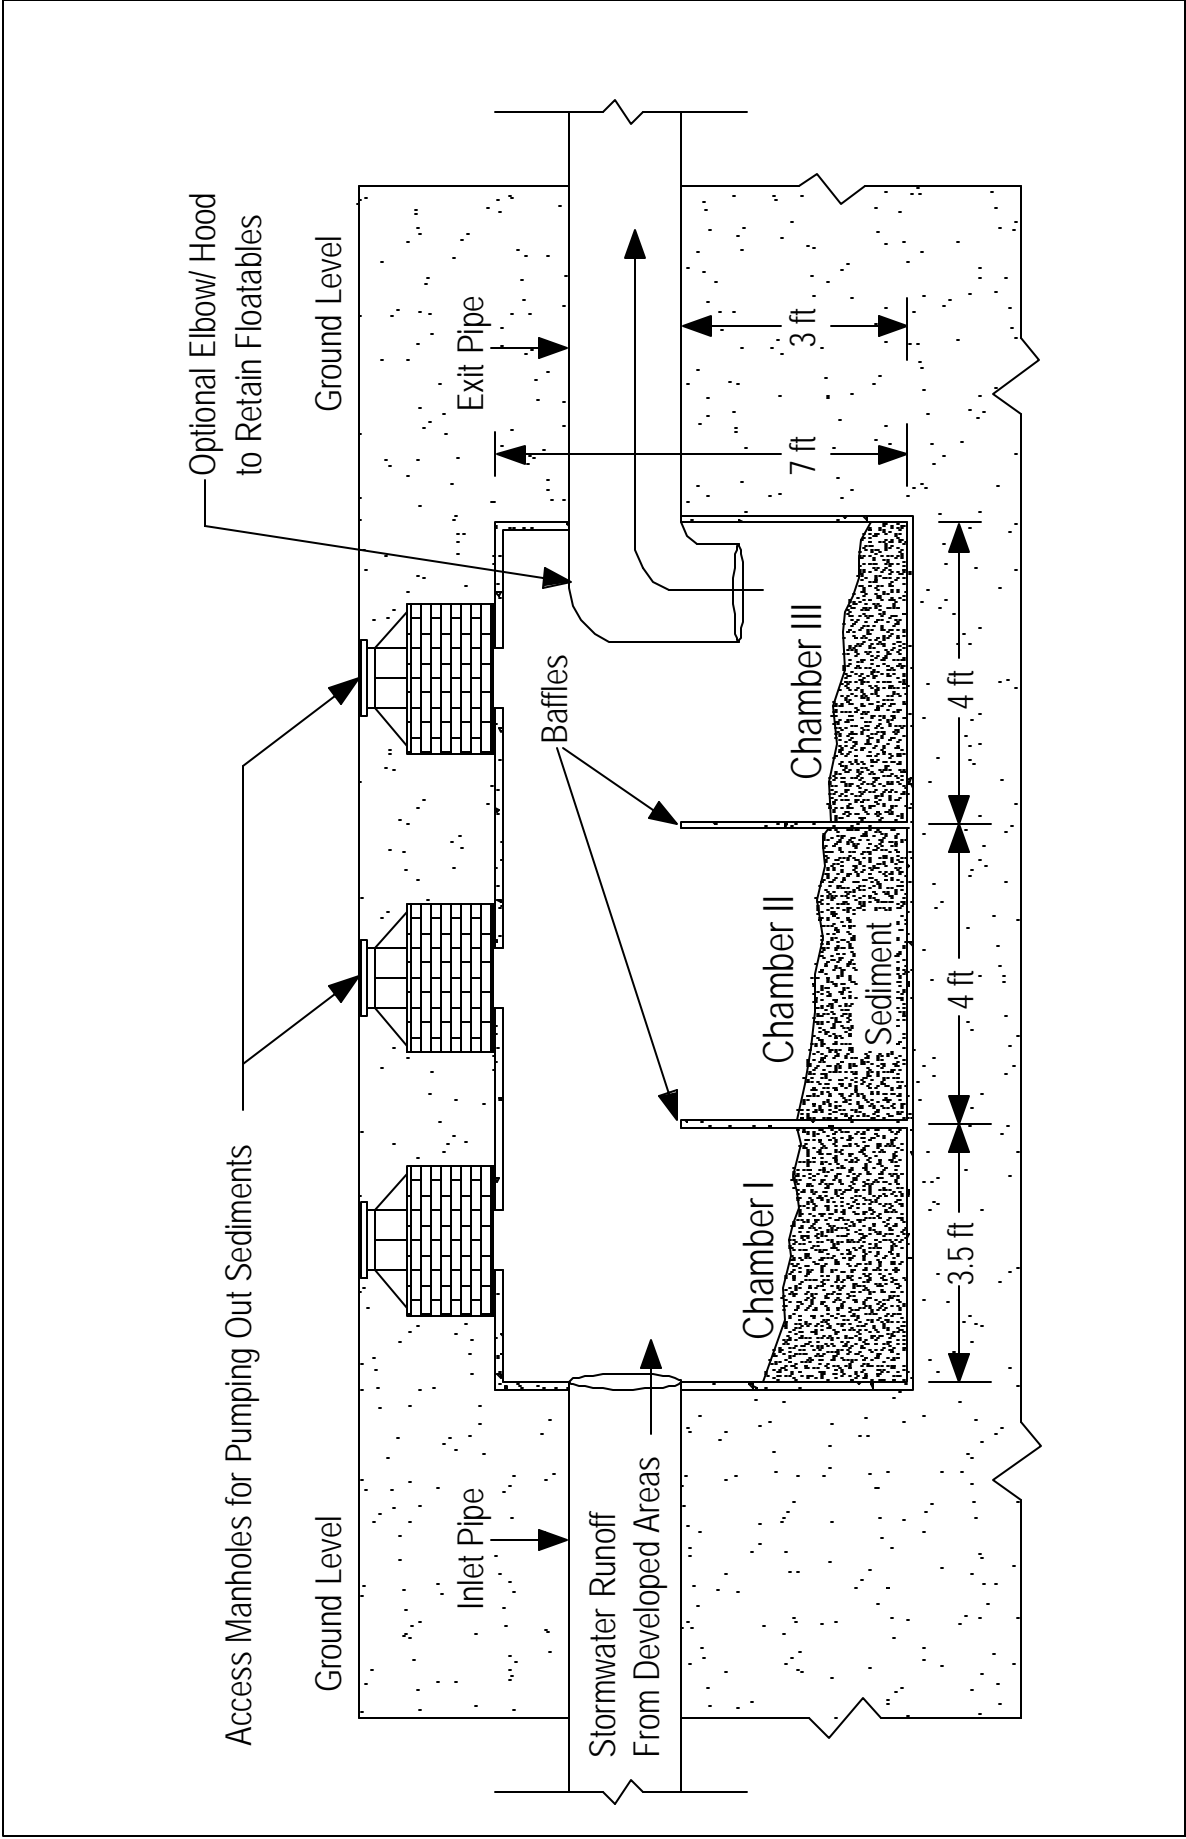 Optional Elbow/ Hood
to Retain Floatables
Access Manholes for Pumping Out Sediments
Ground Level
Ground Level
Inlet Pipe
Exit Pipe
Baffles
Stormwater Runoff
From Developed Areas
Chamber I
Chamber II
Chamber III
7 ft
3 ft
Sediment
3.5 ft
4 ft
4 ft